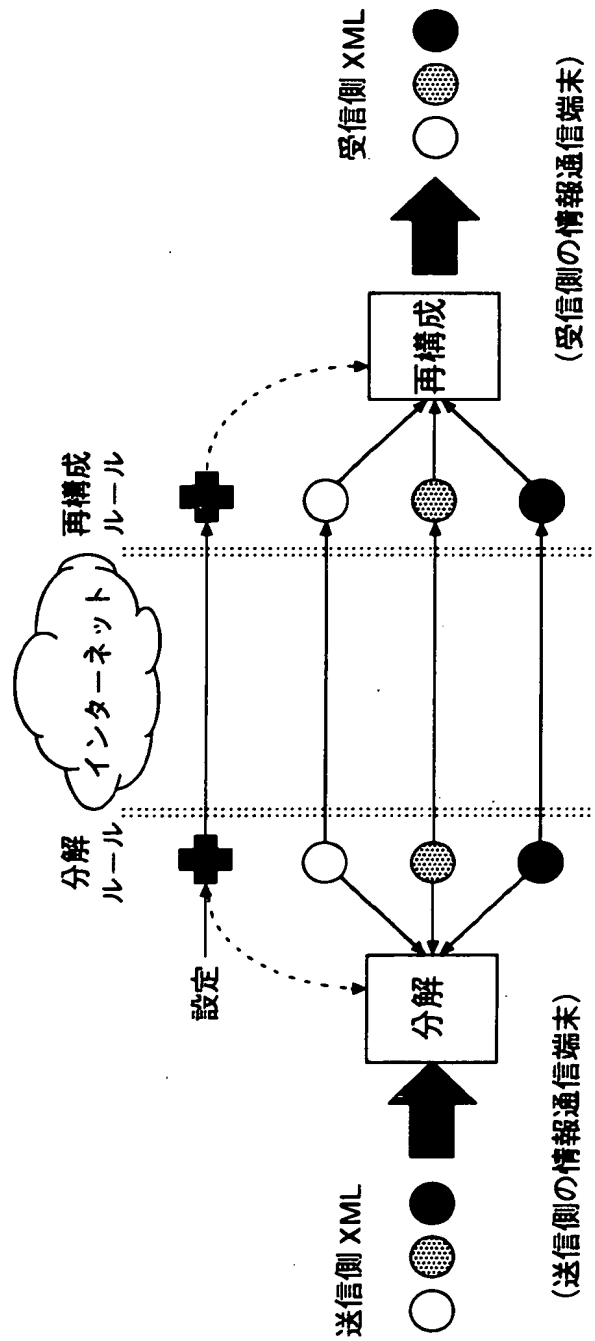 インターネット
分解
ルール
再構成
ルール
設定
送信側 XML
分解
再構成
受信側 XML
(送信側の情報通信端末)
(受信側の情報通信端末)